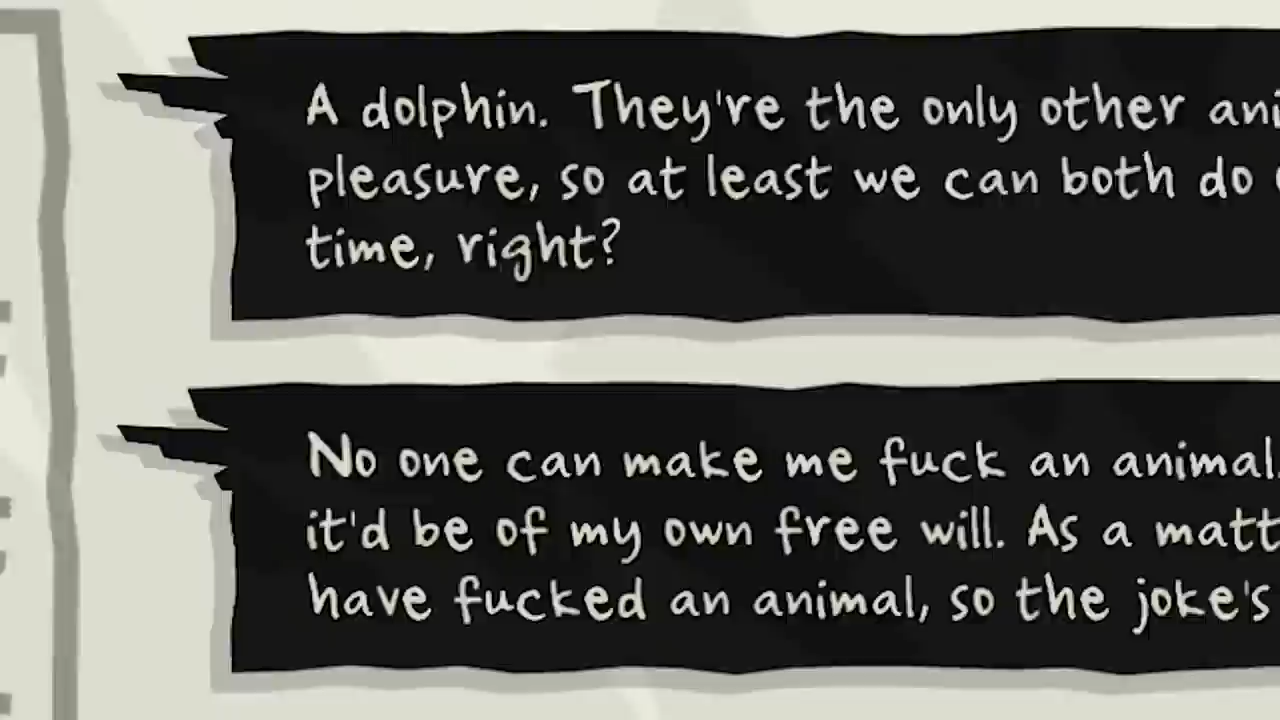 A dolphin. They're the only other ani
pleasure, so at least we can both do
time, right?
No one can make me fuck an animal.
it'd be of my own free will. As a matt
have fucked an animal, so the joke's